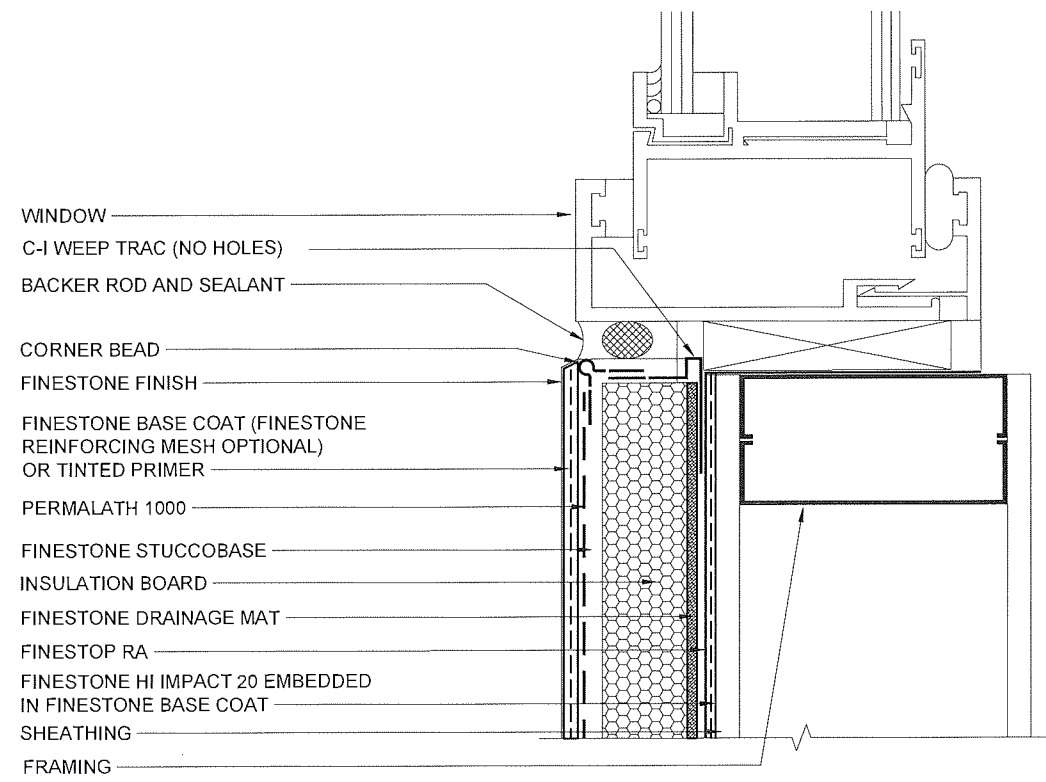 WINDOW
C-I WEEP TRAC (NO HOLES)
BACKER ROD AND SEALANT
CORNER BEAD
FINESTONE FINISH
FINESTONE BASE COAT (FINESTONE
REINFORCING MESH OPTIONAL)
OR TINTED PRIMER
PERMALATH 1000
FINESTONE STUCCOBASE
INSULATION BOARD
FINESTONE DRAINAGE MAT
FINESTOP RA
FINESTONE HI IMPACT 20 EMBEDDED
IN FINESTONE BASE COAT
SHEATHING
FRAMING